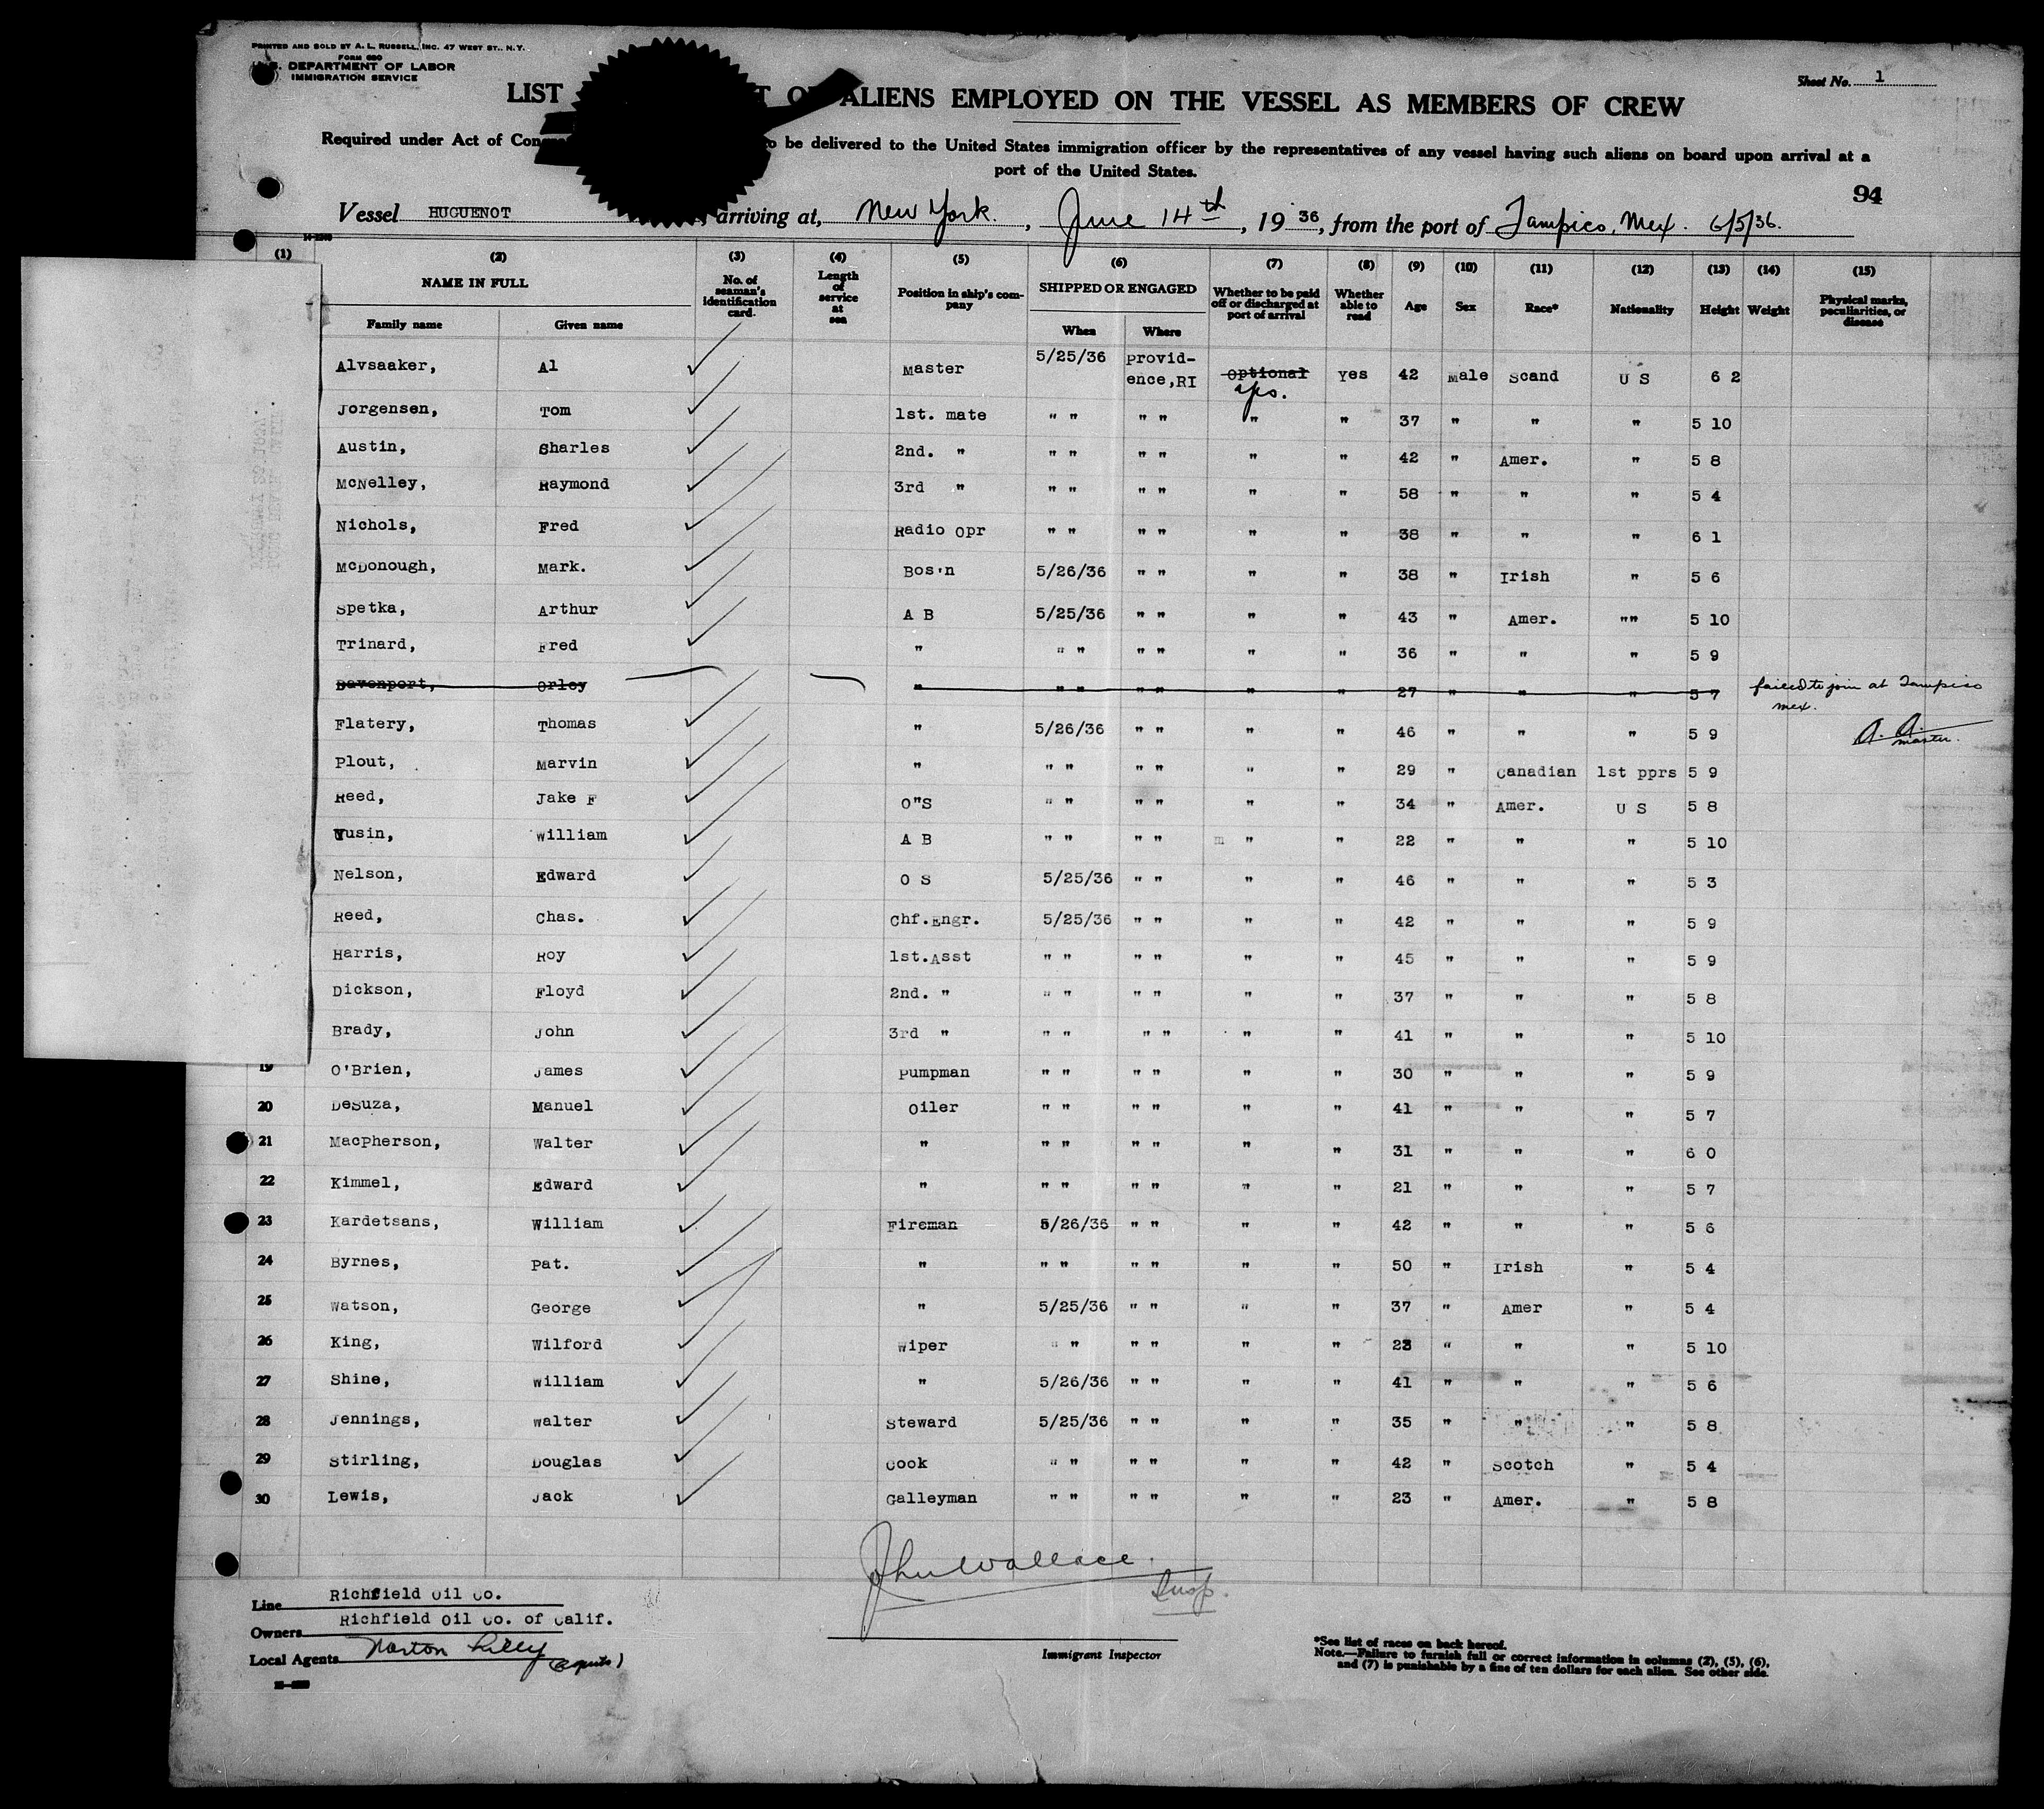 PRINTED AND SOLD BY A. L. RUSSELL, INC. 47 WEST ST., N. Y.
FORM 680
DEPARTMENT OF LABOR
IMMIGRATION SERVICE
Sheet No. 1
LIST ALIENS EMPLOYED ON THE VESSEL AS MEMBERS OF CREW
Required under Act of be delivered to the United States immigration officer by the representatives of any vessel having such aliens on board upon arrival at a
port of the United States.
94
Vessel HUGUENOT , arriving at, New York. , June 14th , 19 36, from the port of Tampico, Mex. 6/5/36.
(1) (2) (3) (4) (5) (6) (7) (8) (9) (10) (11) (12) (13) (14) (15)
NAME IN FULL No. of seaman's identification card. Length of service at sea Position in ship's company SHIPPED OR ENGAGED Whether to be paid off or discharged at port of arrival Whether able to read Age Sex Race* Nationality Height Weight Physical marks, peculiarities, or disease
Family name Given name When Where
Alvsaaker, Al Master 5/25/36 Provid-ence,RI Optional Yes 42 Male Scand U S 6 2
Jorgensen, Tom 1st. mate " " " " " " 37 " " " 5 10
Austin, Charles 2nd. " " " " " " " 42 " Amer. " 5 8
McNelley, Raymond 3rd " " " " " " " 58 " " " 5 4
Nichols, Fred Radio Opr " " " " " " 38 " " " 6 1
McDonough, Mark. Bos'n 5/26/36 " " " " 38 " Irish " 5 6
Spetka, Arthur A B 5/25/36 " " " " 43 " Amer. "" 5 10
Trinard, Fred " " " " " " " 36 " " " 5 9
Davenport, Orley " " " " " " " 27 " " " 5 7 failed to join at Tampico
Mex.
A. A.
master.
Flatery, Thomas " 5/26/36 " " " " 46 " " " 5 9
Plout, Marvin " " " " " " " 29 " Canadian 1st pprs 5 9
Reed, Jake F O"S " " " " " " 34 " Amer. U S 5 8
Yusin, William A B " " " " m " " 22 " " " 5 10
Nelson, Edward O S 5/25/36 " " " " 46 " " " 5 3
Reed, Chas. Chf.Engr. 5/25/36 " " " " 42 " " " 5 9
Harris, Roy 1st.Asst " " " " " " 45 " " " 5 9
Dickson, Floyd 2nd. " " " " " " " 37 " " " 5 8
Brady, John 3rd " " " " " " " 41 " " " 5 10
19 O'Brien, James Pumpman " " " " " " 30 " " " 5 9
20 DeSuza, Manuel Oiler " " " " " " 41 " " " 5 7
21 MacPherson, Walter " " " " " " " 31 " " " 6 0
22 Kimmel, Edward " " " " " " " 21 " " " 5 7
23 Kardetsans, William Fireman 5/26/36 " " " " 42 " " " 5 6
24 Byrnes, Pat. " " " " " " " 50 " Irish " 5 4
25 Watson, George " 5/25/36 " " " " 37 " Amer " 5 4
26 King, Wilford Wiper " " " " " " 23 " " " 5 10
27 Shine, William " 5/26/36 " " " " 41 " " " 5 6
28 Jennings, Walter Steward 5/25/36 " " " " 35 " " " 5 8
29 Stirling, Douglas Cook " " " " " " 42 " Scotch " 5 4
30 Lewis, Jack Galleyman " " " " " " 23 " Amer. " 5 8
John Wallace.
Insp.
Immigrant Inspector
Line Richfield Oil Co.
Owners Richfield Oil Co. of Calif.
Local Agents Norton Lilly
(agents)
*See list of races on back hereof.
Note.—Failure to furnish full or correct information in columns (2), (5), (6),
and (7) is punishable by a fine of ten dollars for each alien. See other side.